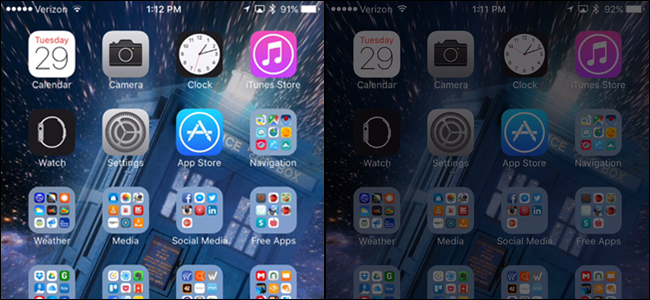 Verizon 1:12 PM 91%
Tuesday
29
Calendar Camera Clock iTunes Store
Watch Settings App Store Navigation
Weather Media Social Media Free Apps
POLICE BOX
Verizon 1:11 PM 92%
Tuesday
29
Calendar Camera Clock iTunes Store
Watch Settings App Store Navigation
Weather Media Social Media Free Apps